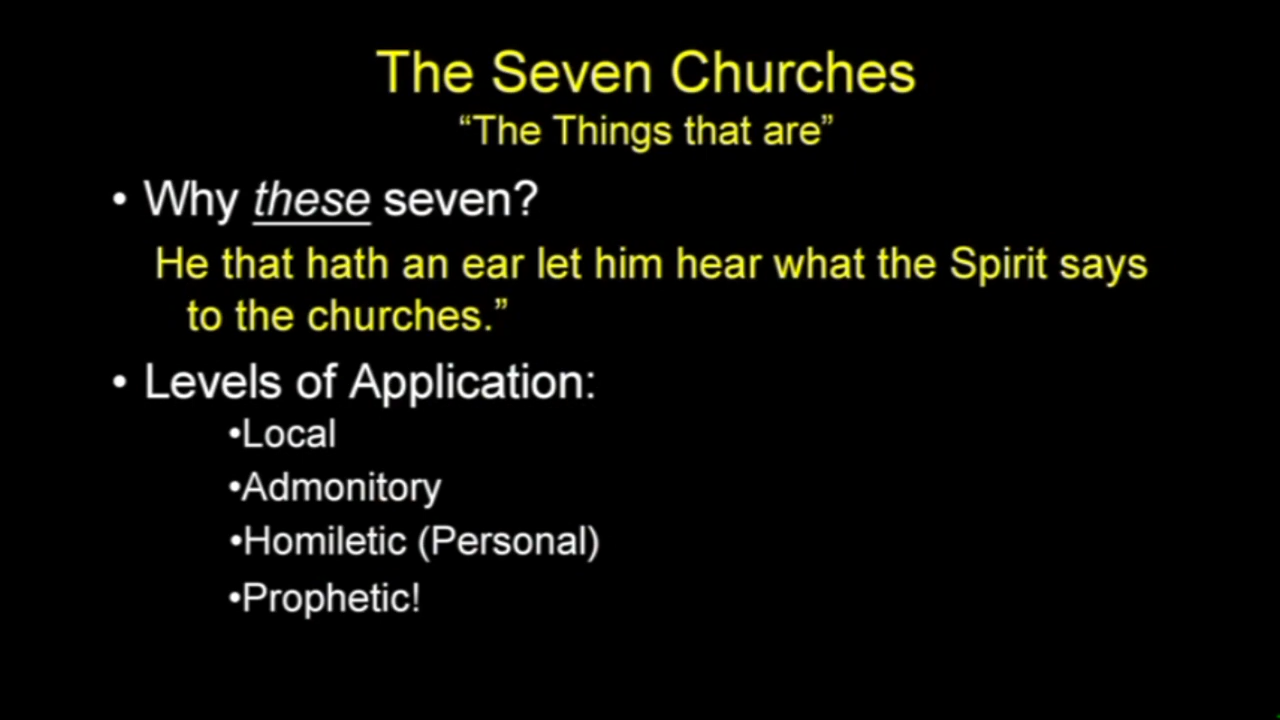 The Seven Churches
“The Things that are”
• Why these seven?
He that hath an ear let him hear what the Spirit says
to the churches.”
• Levels of Application:
•Local
•Admonitory
•Homiletic (Personal)
•Prophetic!